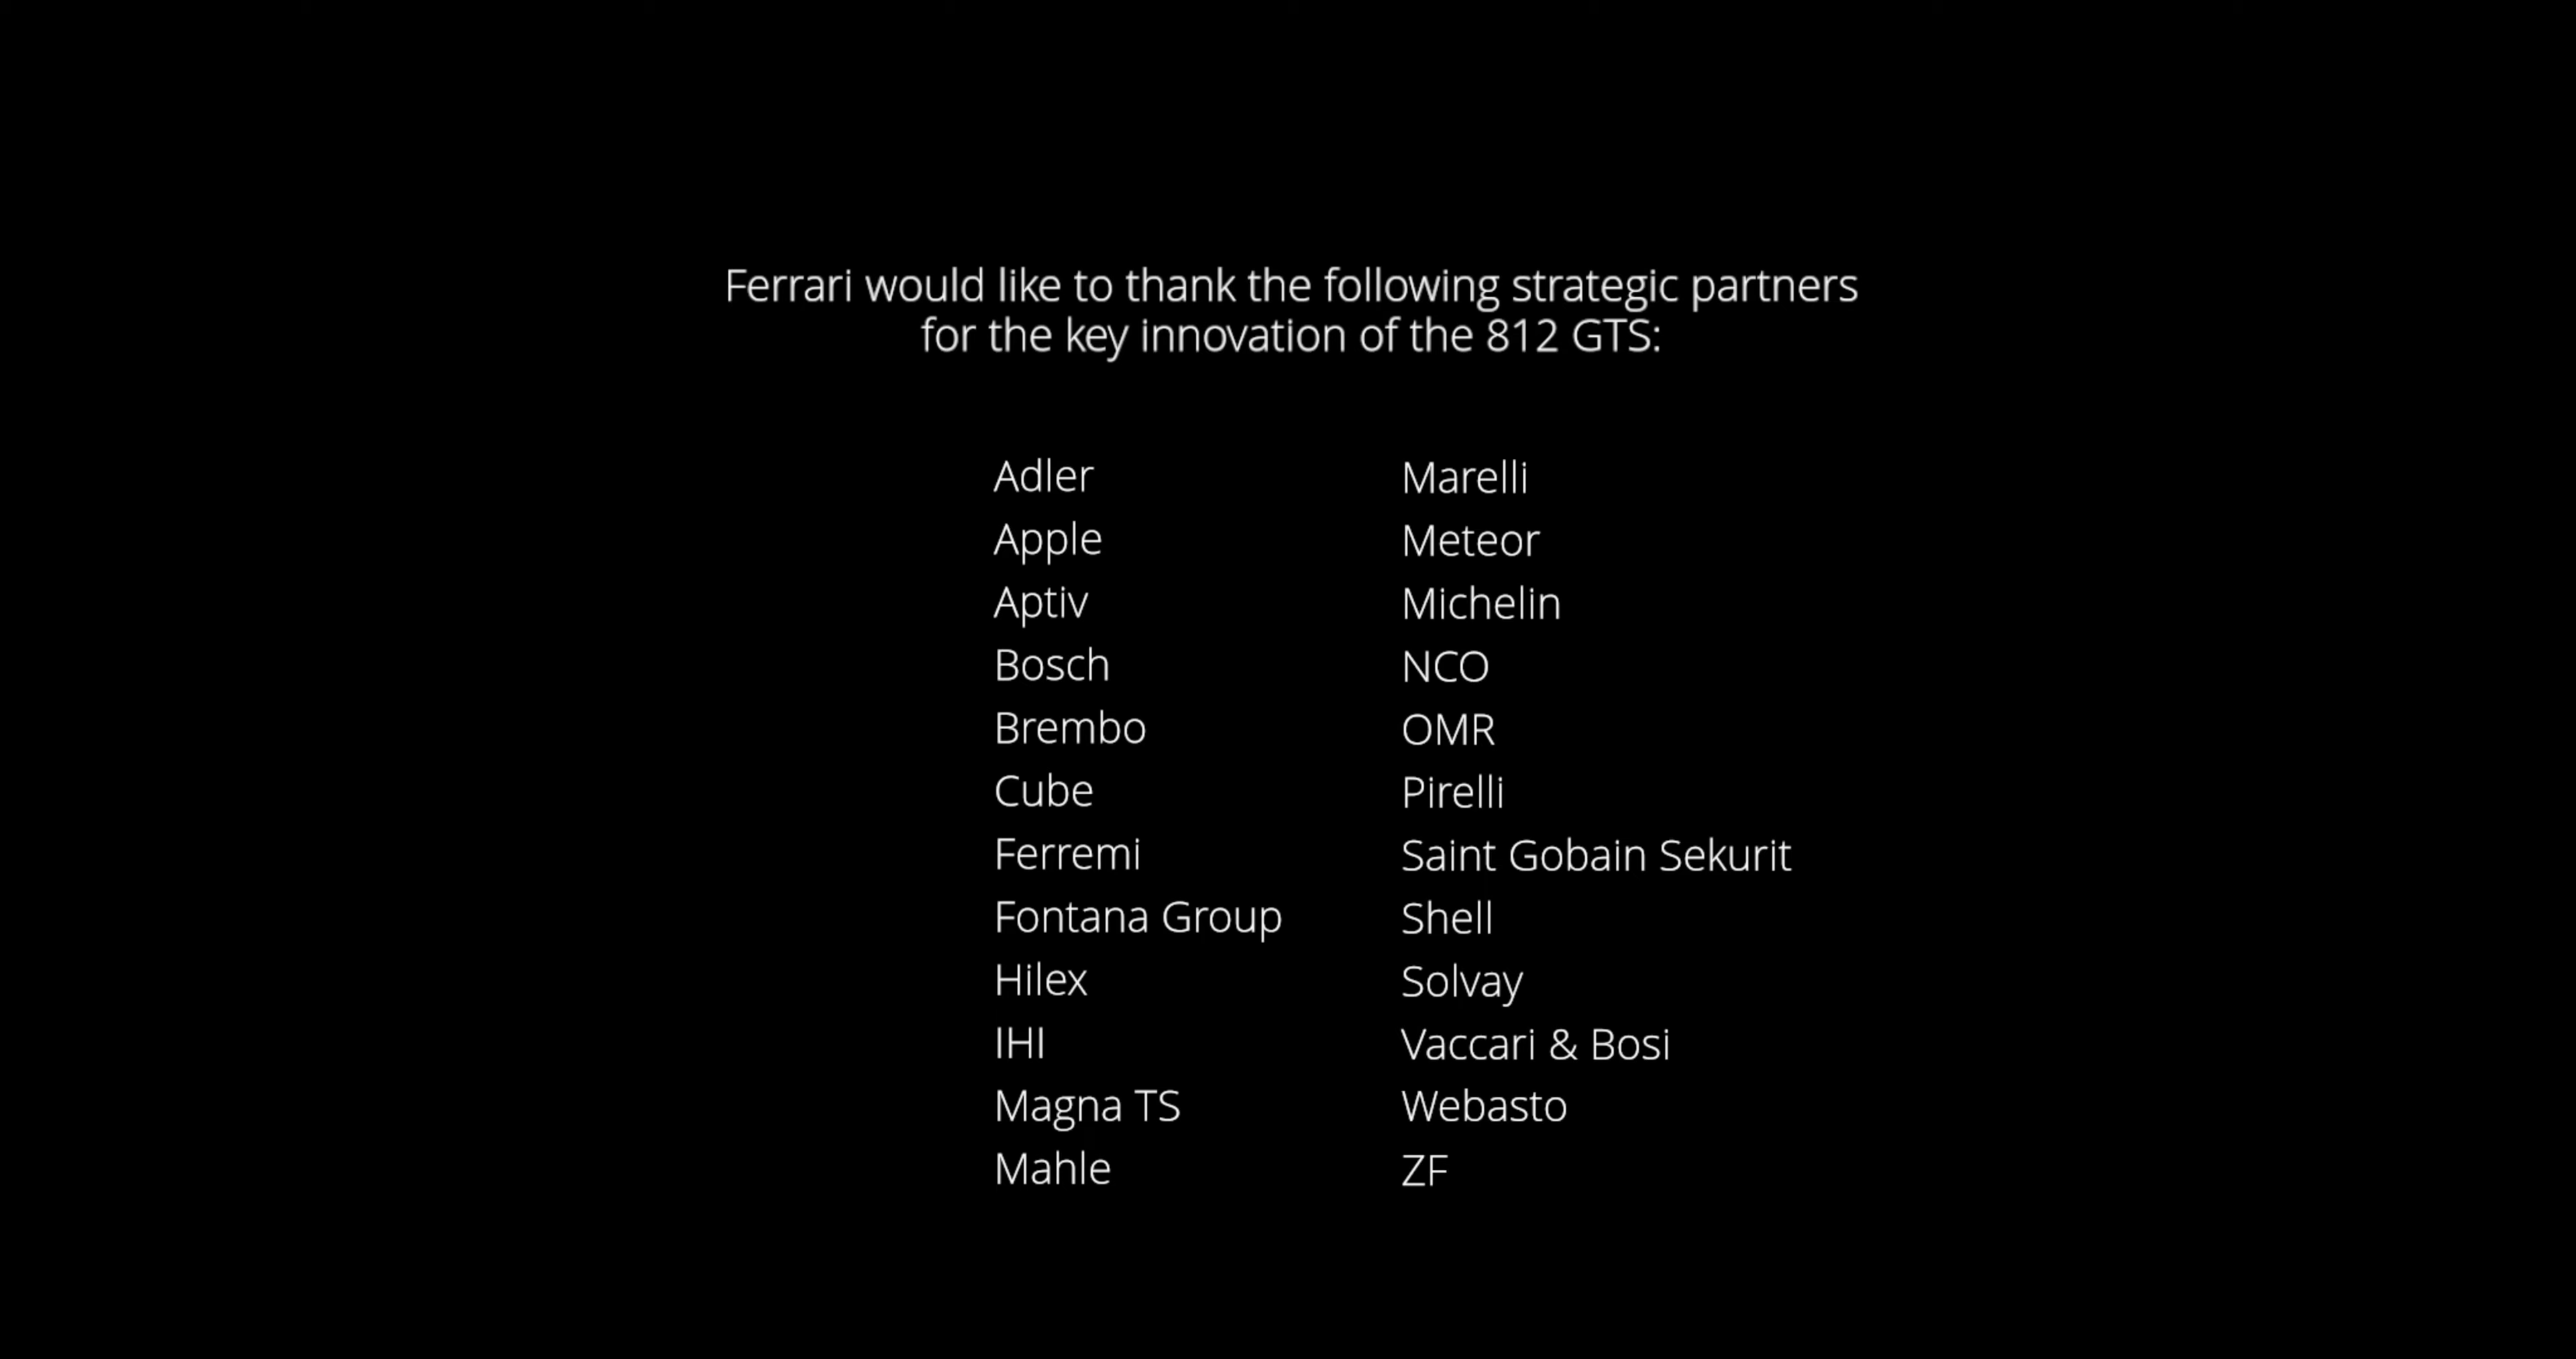 Ferrari would like to thank the following strategic partners
for the key innovation of the 812 GTS:
Adler
Apple
Aptiv
Bosch
Brembo
Cube
Ferremi
Fontana Group
Hilex
IHI
Magna TS
Mahle
Marelli
Meteor
Michelin
NCO
OMR
Pirelli
Saint Gobain Sekurit
Shell
Solvay
Vaccari & Bosi
Webasto
ZF